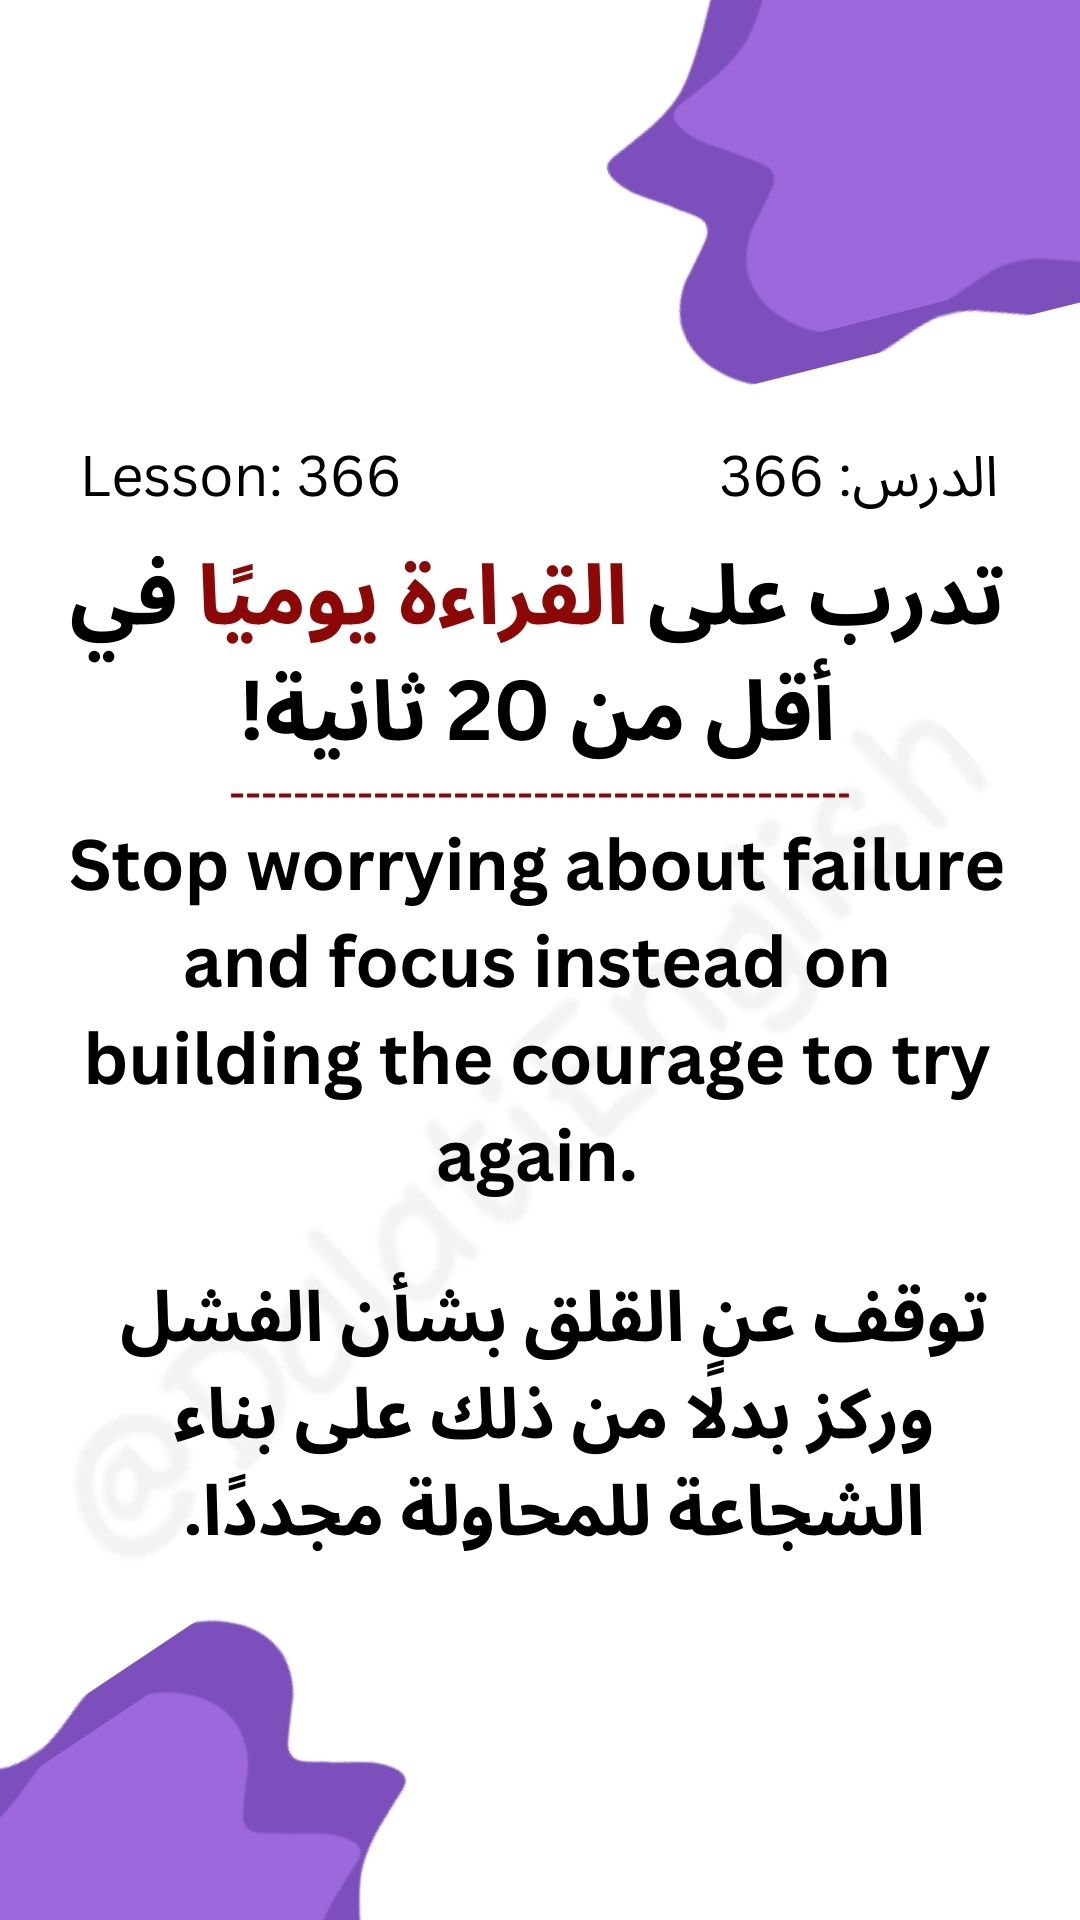 Lesson: 366
الدرس: 366
تدرب على القراءة يوميًا في
أقل من 20 ثانية!
---------------------------------------
Stop worrying about failure
and focus instead on
building the courage to try
again.
توقف عن القلق بشأن الفشل
وركز بدلًا من ذلك على بناء
الشجاعة للمحاولة مجددًا.
@DalatiEnglish